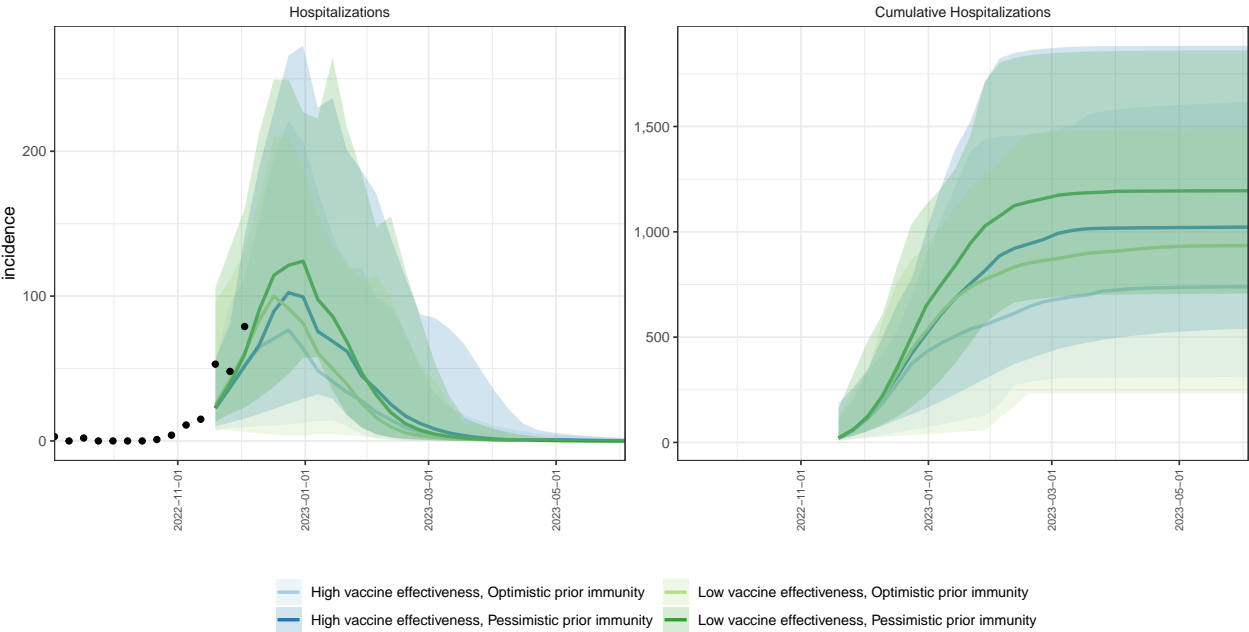 Hospitalizations
Cumulative Hospitalizations
incidence
200
100
0
1,500
1,000
500
0
2022−11−01
2023−01−01
2023−03−01
2023−05−01
2022−11−01
2023−01−01
2023−03−01
2023−05−01
High vaccine effectiveness, Optimistic prior immunity
Low vaccine effectiveness, Optimistic prior immunity
High vaccine effectiveness, Pessimistic prior immunity
Low vaccine effectiveness, Pessimistic prior immunity